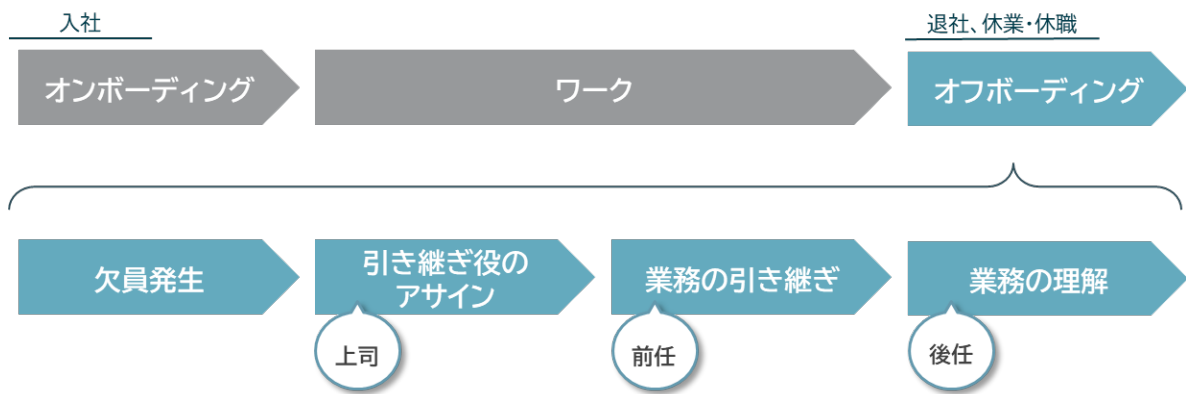 入社
退社、休業・休職
オンボーディング
ワーク
オフボーディング
欠員発生
引き継ぎ役の
アサイン
業務の引き継ぎ
業務の理解
上司
前任
後任